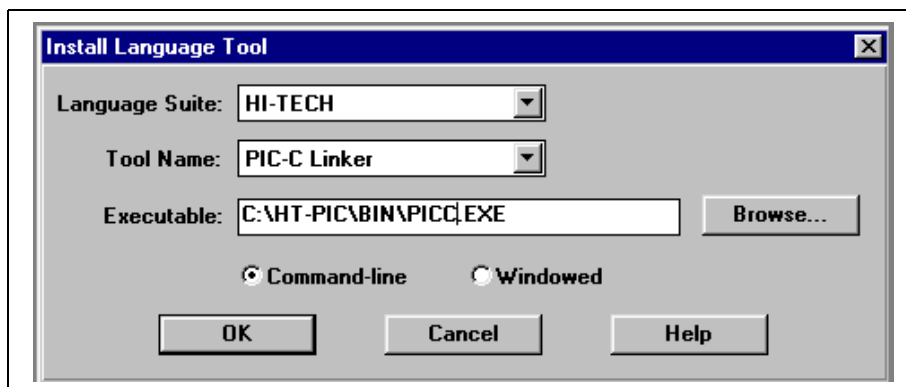 Install Language Tool
Language Suite: HI-TECH
Tool Name: PIC-C Linker
Executable: C:\HT-PIC\BIN\PICC.EXE Browse...
Command-line Windowed
OK Cancel Help